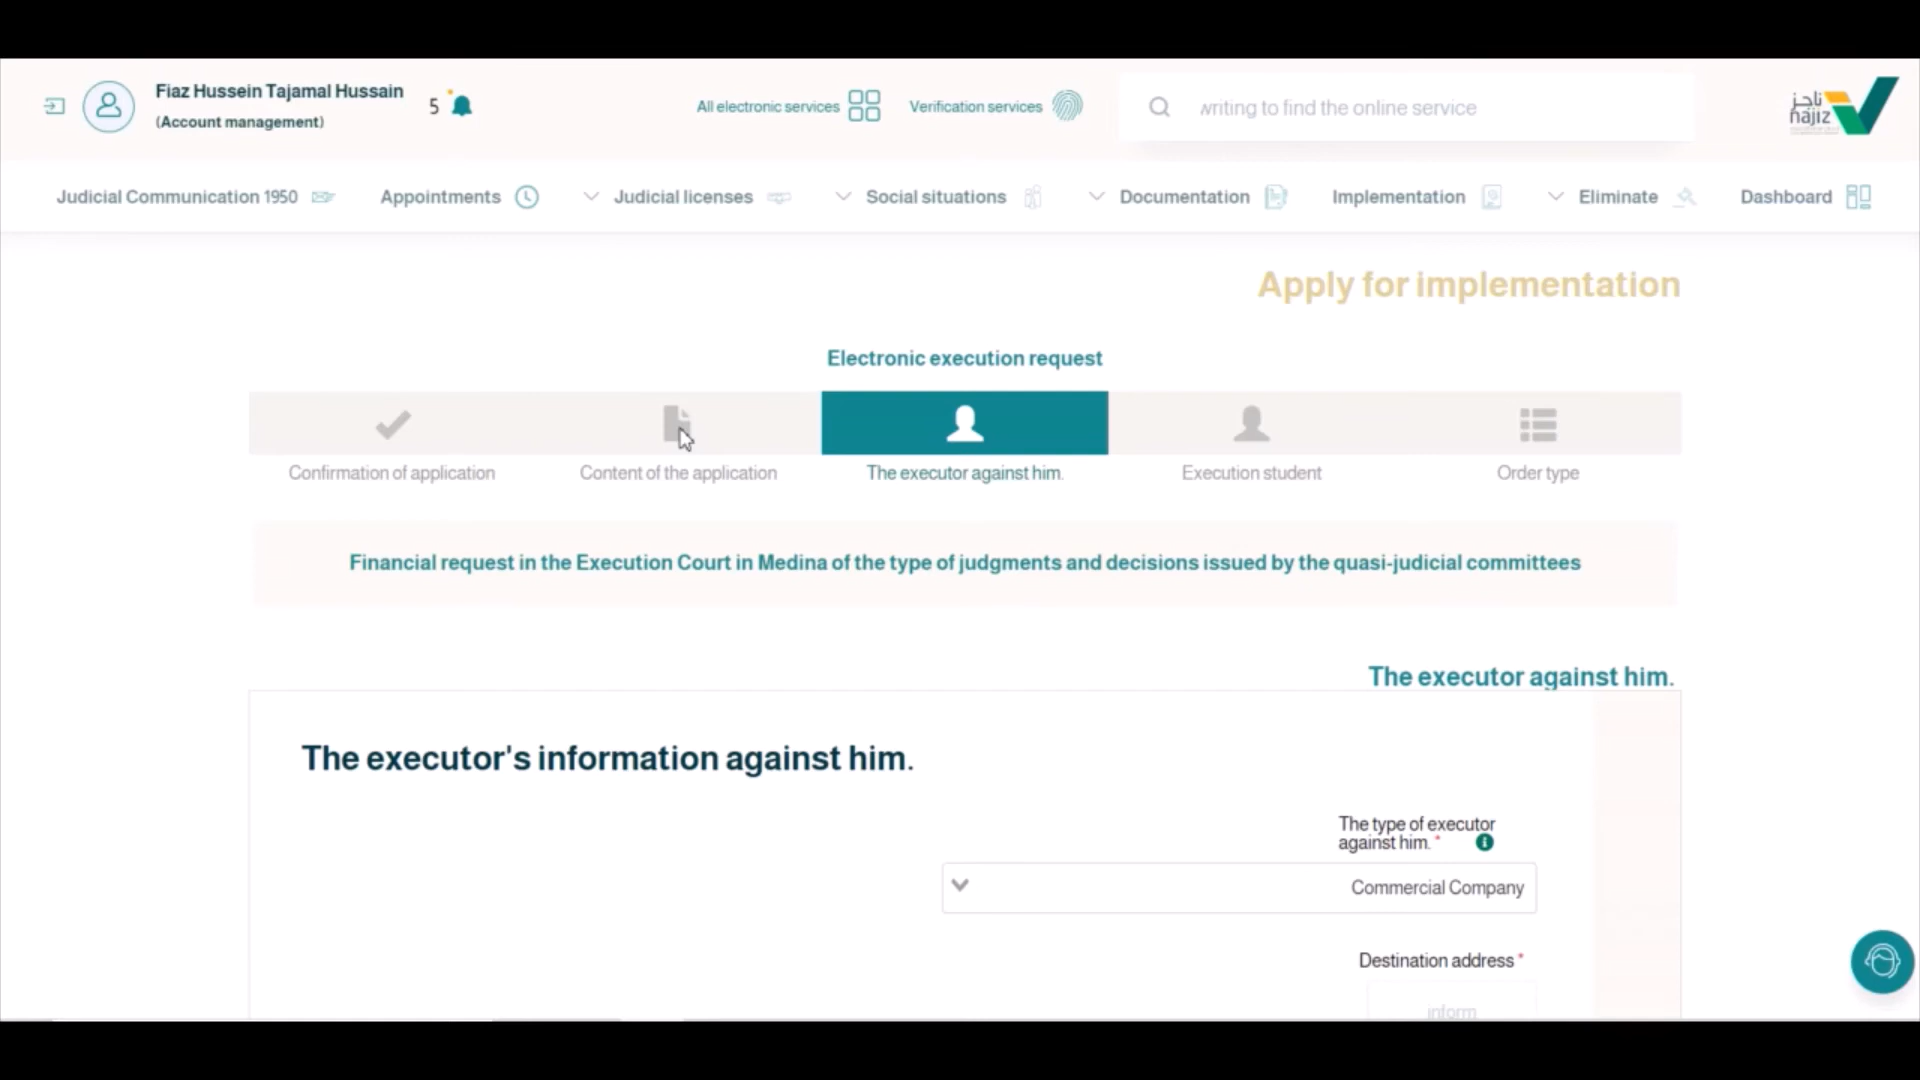 Fiaz Hussein Tajamal Hussain
(Account management)
5
All electronic services
Verification services
writing to find the online service
ناجز
najiz
Judicial Communication 1950
Appointments
Judicial licenses
Social situations
Documentation
Implementation
Eliminate
Dashboard
Apply for implementation
Electronic execution request
Confirmation of application
Content of the application
The executor against him.
Execution student
Order type
Financial request in the Execution Court in Medina of the type of judgments and decisions issued by the quasi-judicial committees
The executor against him.
The executor's information against him.
The type of executor
against him. *
Commercial Company
Destination address *
inform